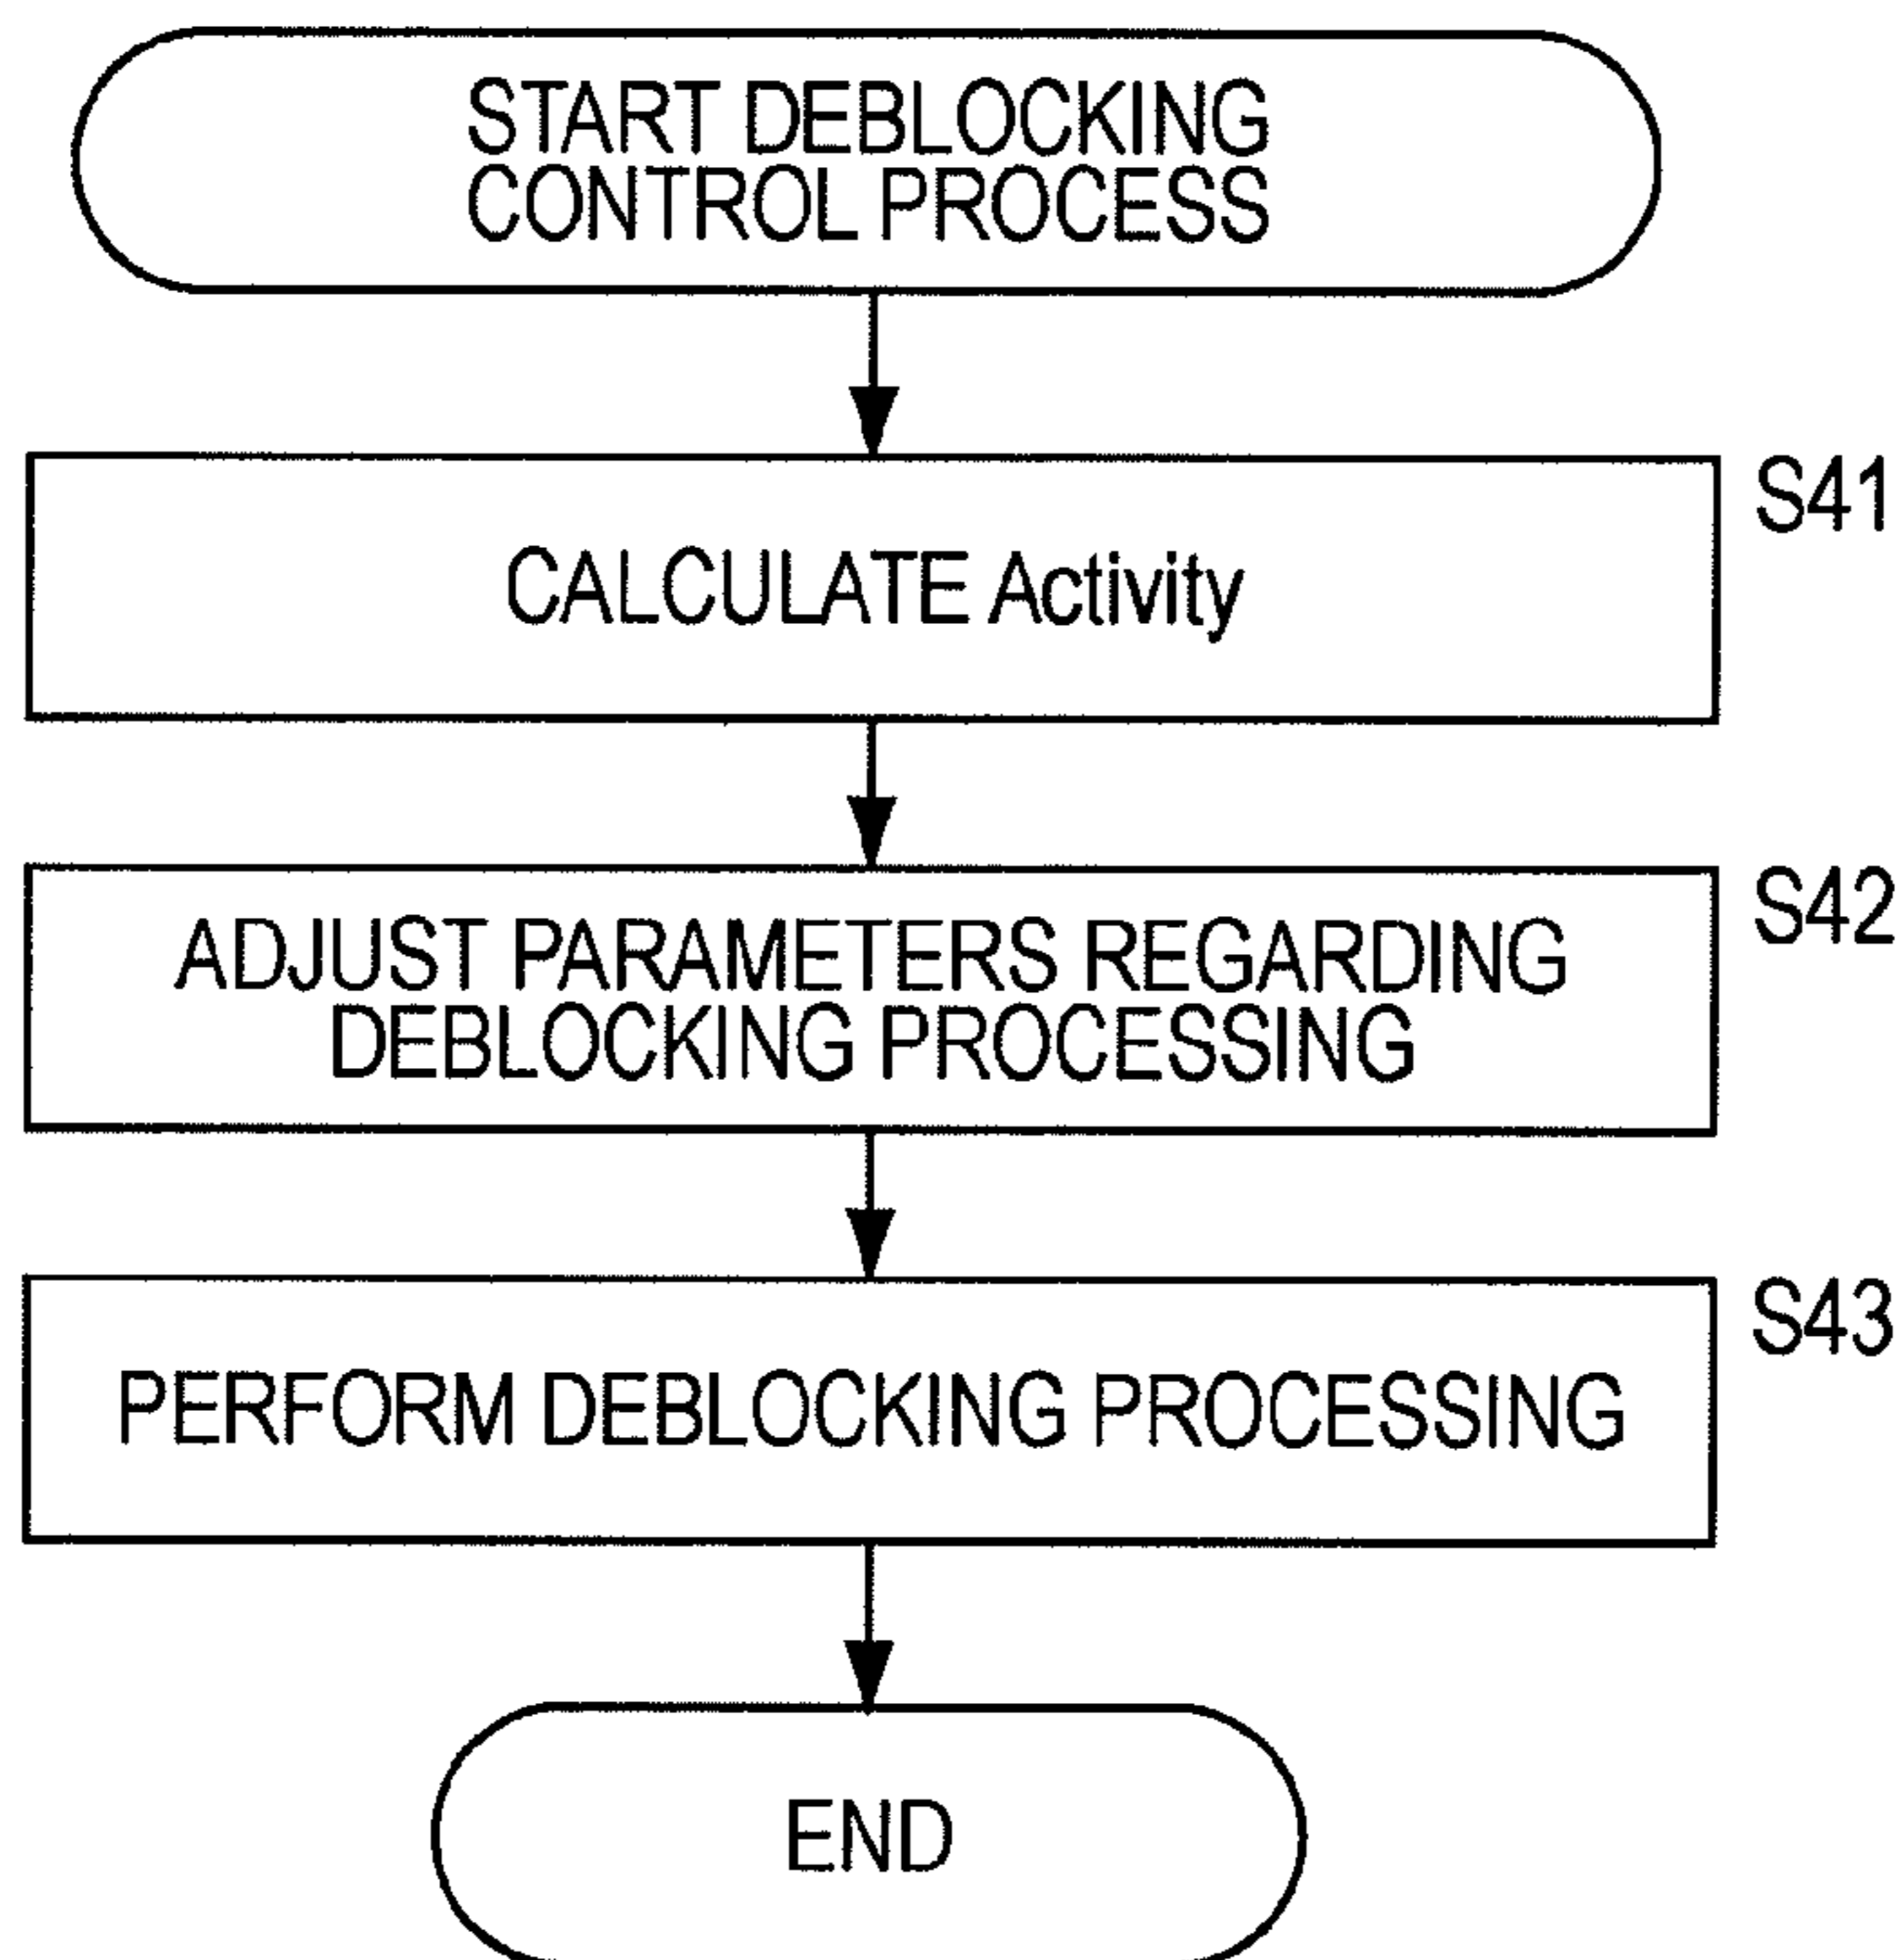 START DEBLOCKING
CONTROL PROCESS
S41
CALCULATE Activity
S42
ADJUST PARAMETERS REGARDING
DEBLOCKING PROCESSING
S43
PERFORM DEBLOCKING PROCESSING
END